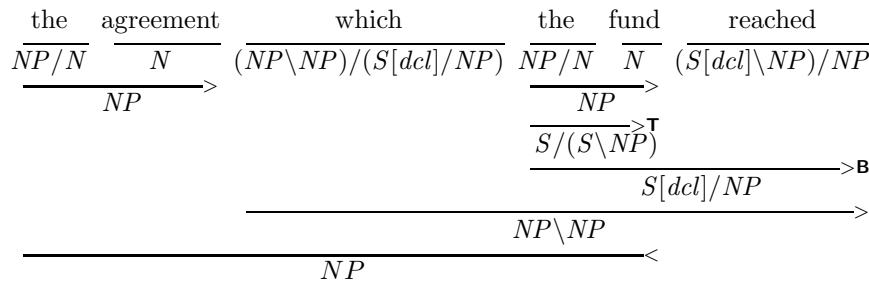 the agreement which the fund reached
NP/N N (NP\NP)/(S[dcl]/NP) NP/N N (S[dcl]\NP)/NP
> >
NP NP
>T
S/(S\NP)
>B
S[dcl]/NP
>
NP\NP
<
NP